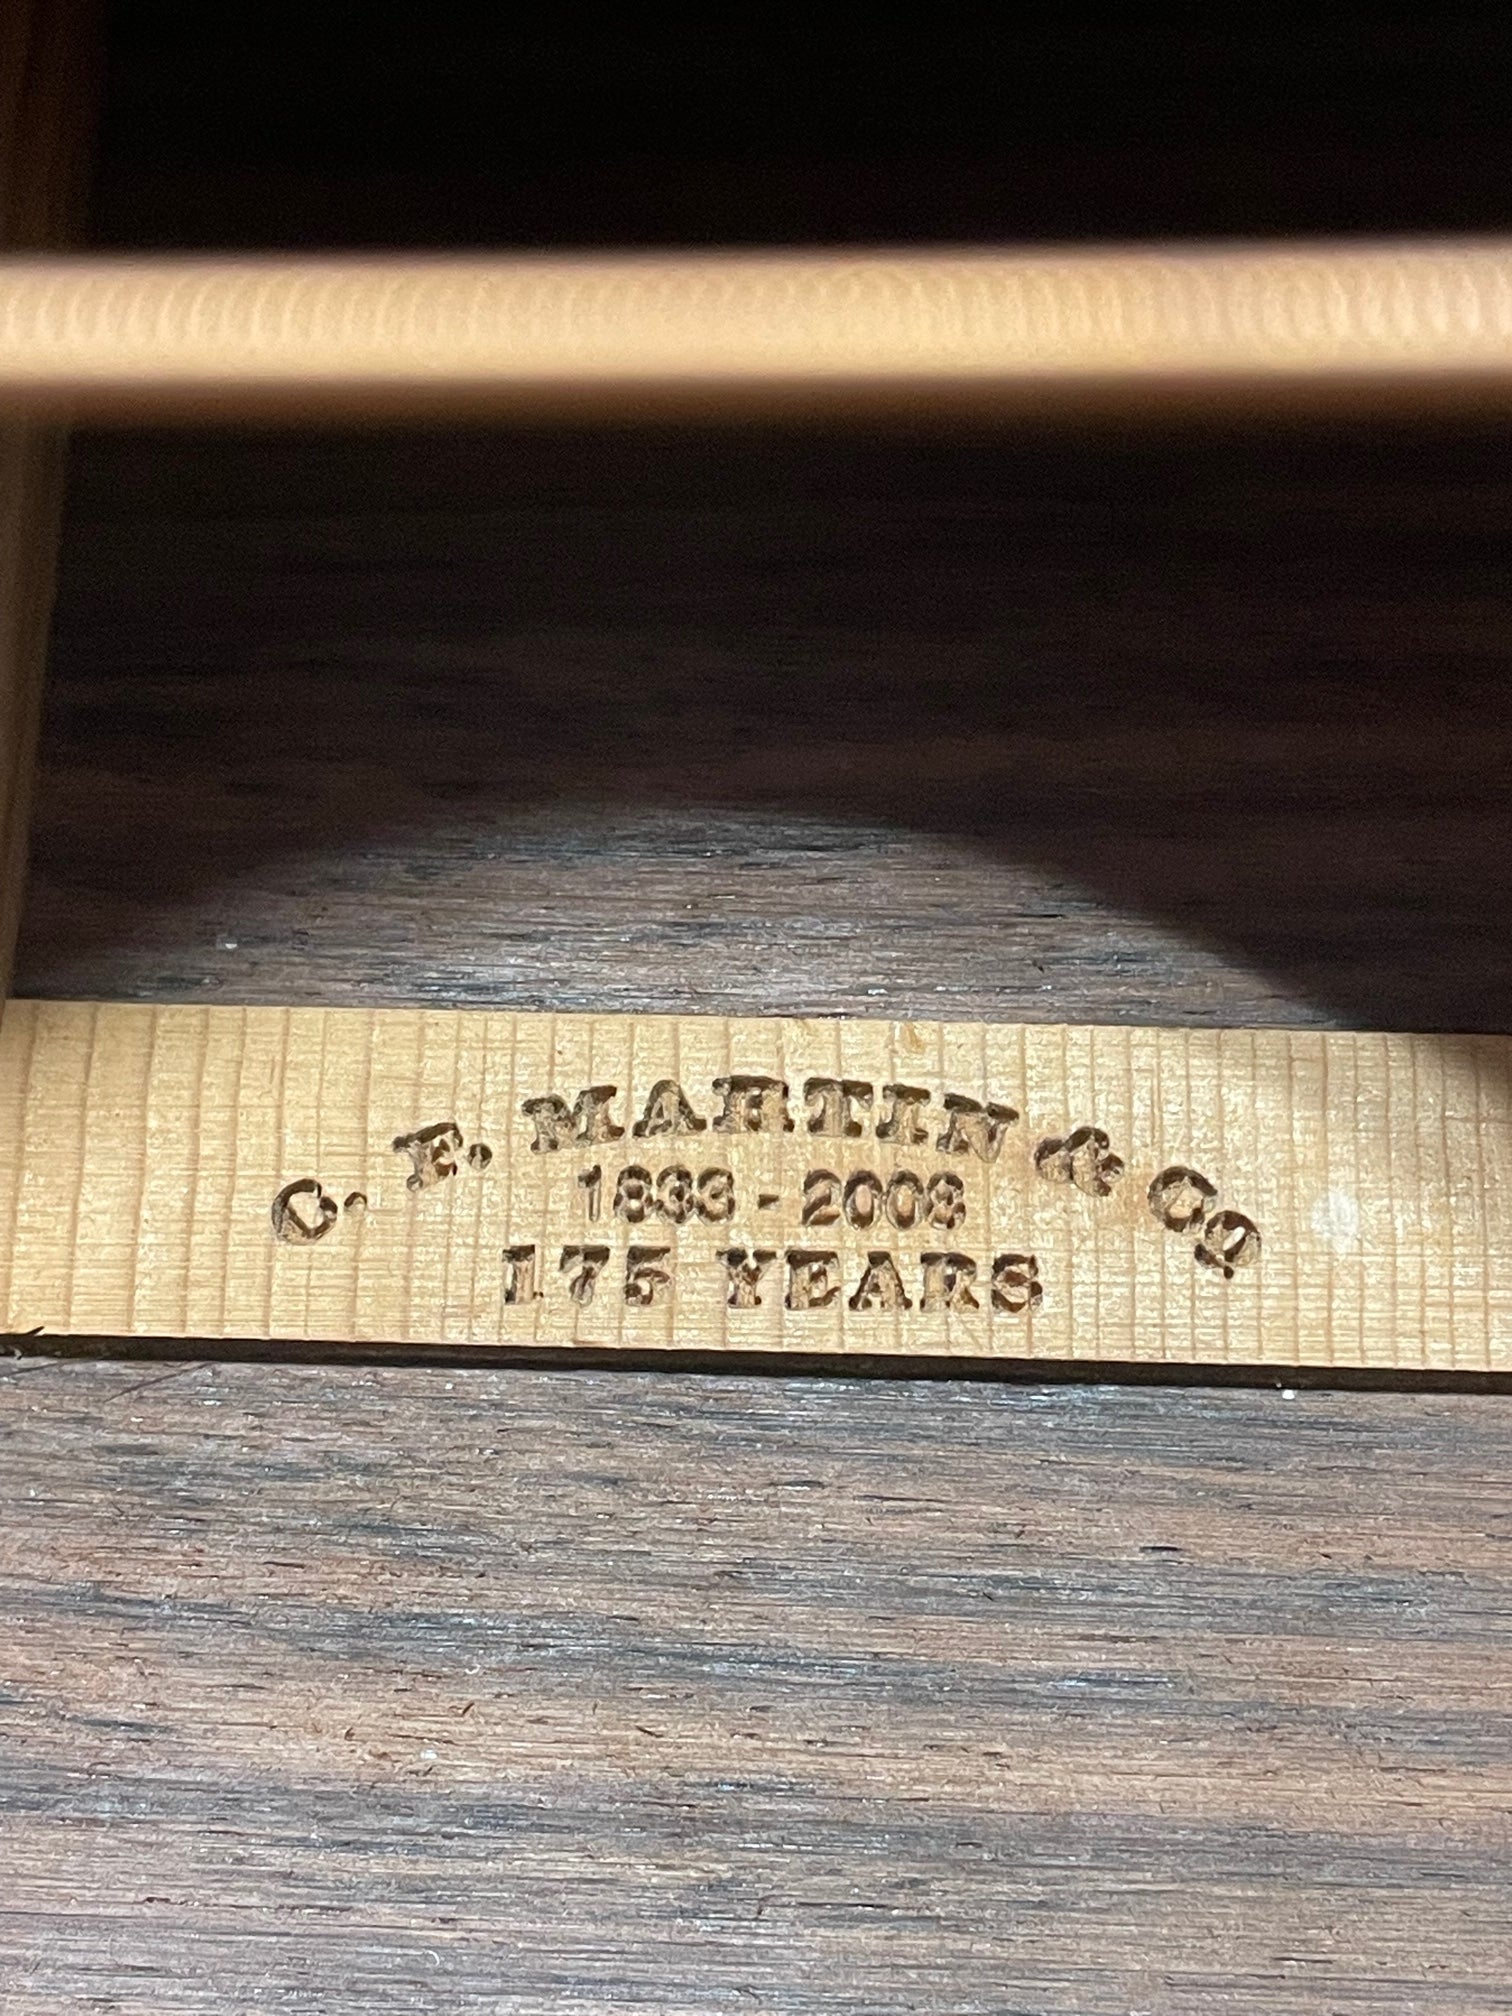 C. F. MARTIN & CO
1833 - 2008
175 YEARS